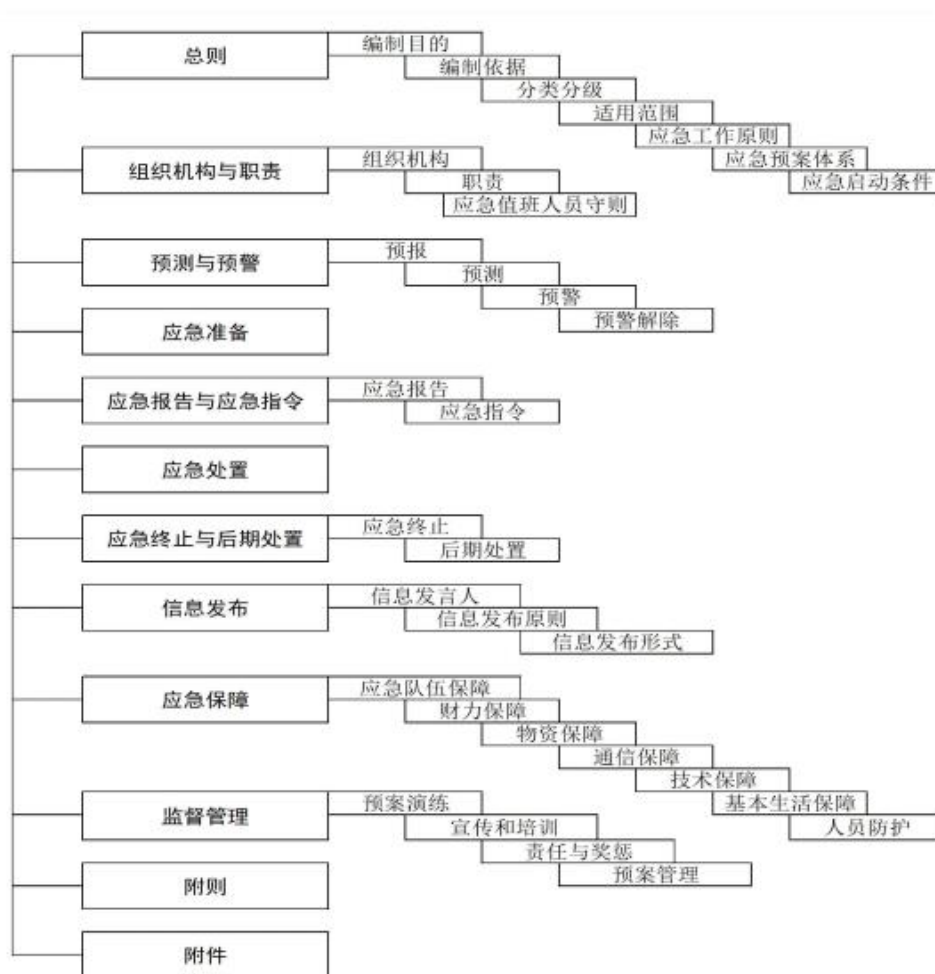 总则
编制目的
编制依据
分类分级
适用范围
应急工作原则
应急预案体系
应急启动条件
组织机构与职责
组织机构
职责
应急值班人员守则
预测与预警
预报
预测
预警
预警解除
应急准备
应急报告与应急指令
应急报告
应急指令
应急处置
应急终止与后期处置
应急终止
后期处置
信息发布
信息发言人
信息发布原则
信息发布形式
应急保障
应急队伍保障
财力保障
物资保障
通信保障
技术保障
基本生活保障
人员防护
监督管理
预案演练
宣传和培训
责任与奖惩
预案管理
附则
附件